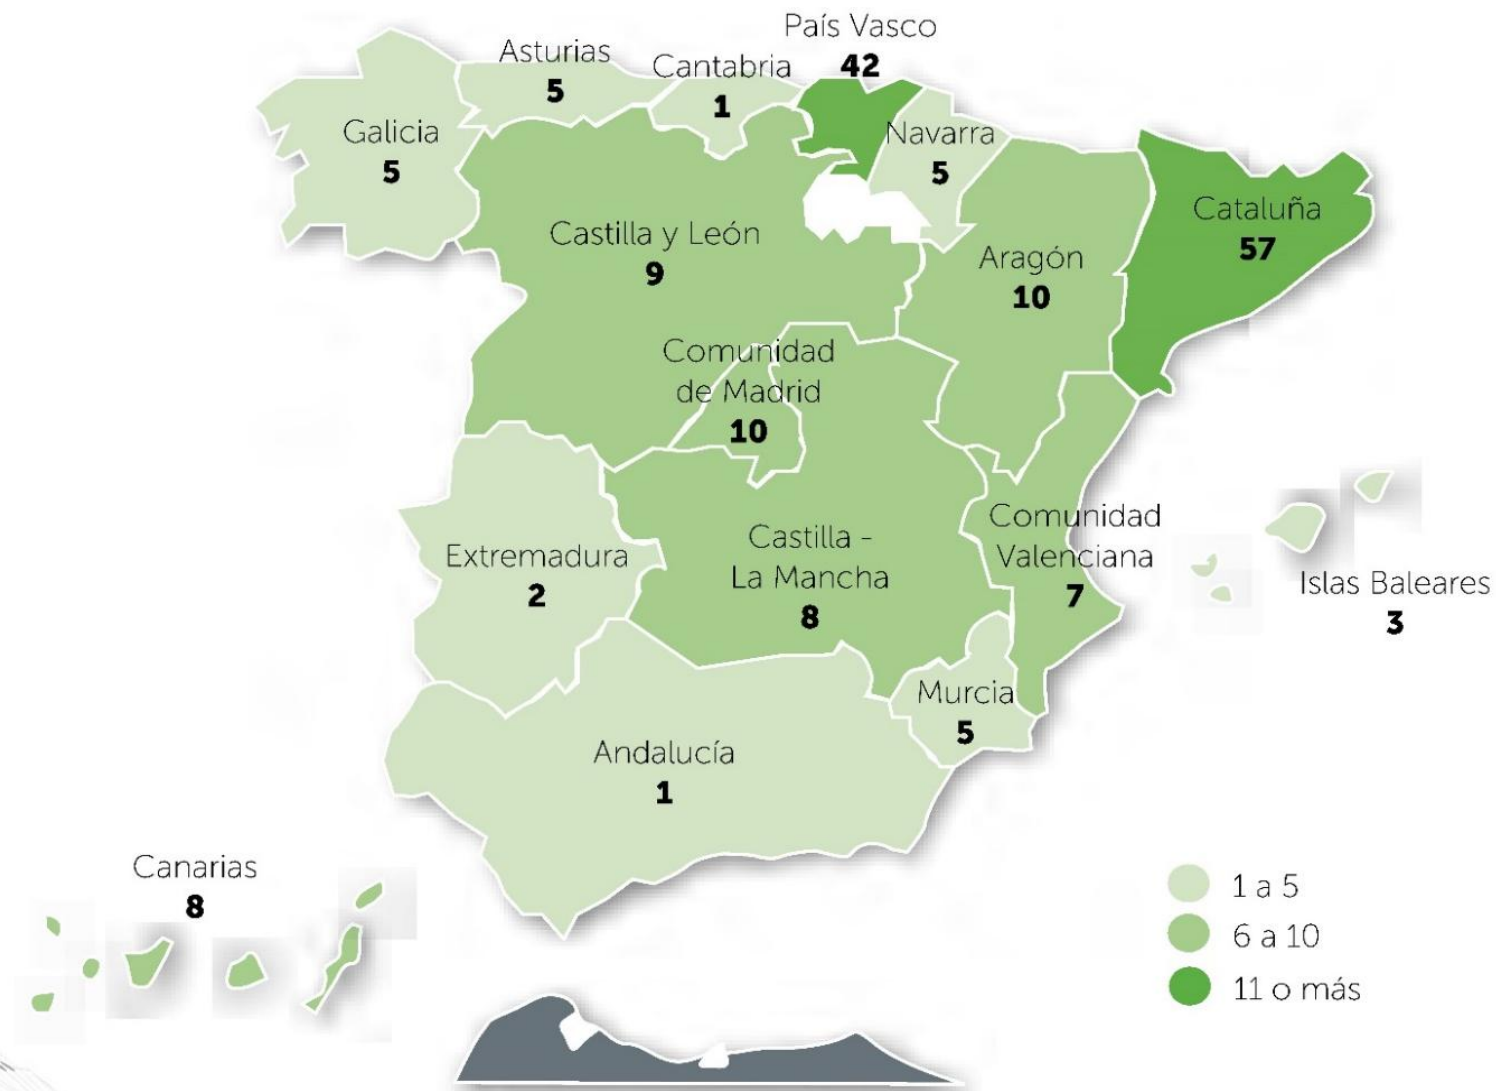 País Vasco
42
Asturias
5
Cantabria
1
Galicia
5
Navarra
5
Cataluña
57
Castilla y León
9
Aragón
10
Comunidad
de Madrid
10
Comunidad
Valenciana
7
Castilla -
La Mancha
8
Extremadura
2
Islas Baleares
3
Murcia
5
Andalucía
1
Canarias
8
1 a 5
6 a 10
11 o más